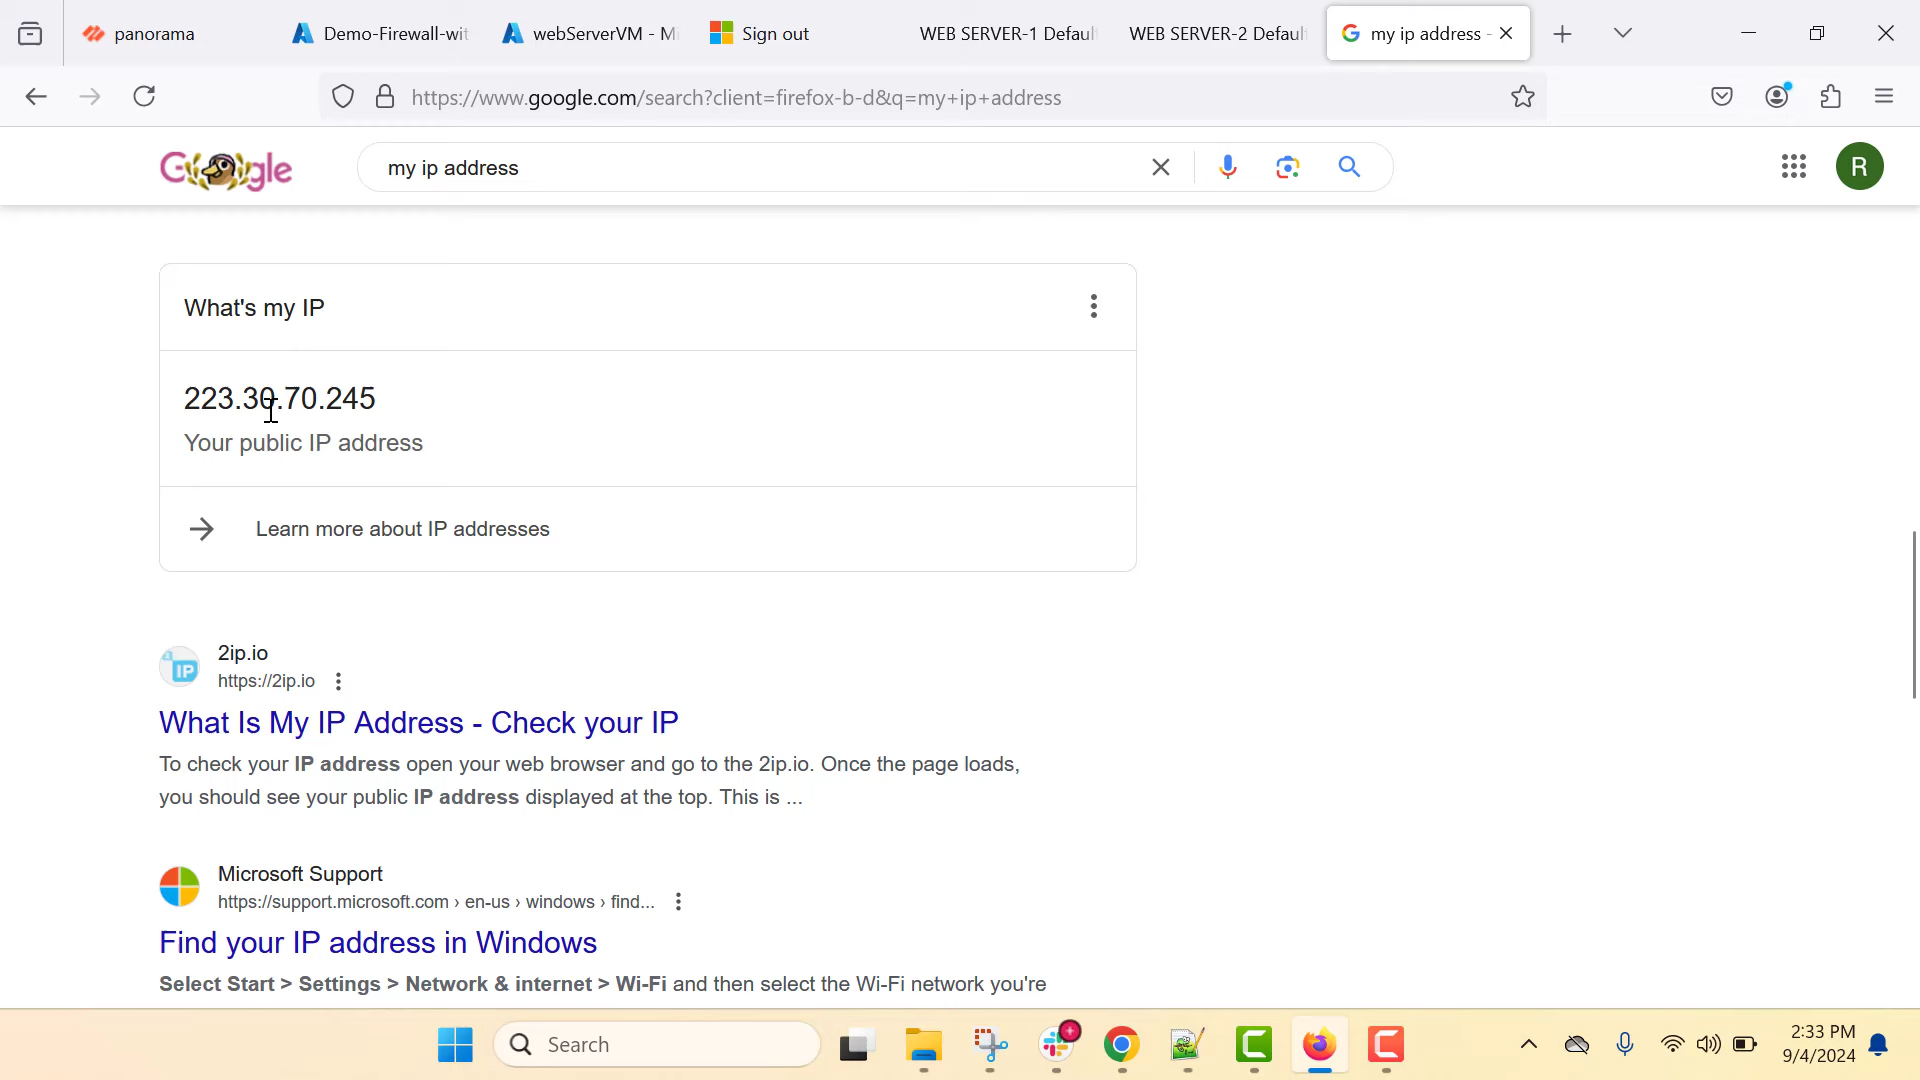 panorama
Demo-Firewall-wit
webServerVM - Mi
Sign out
WEB SERVER-1 Defaul
WEB SERVER-2 Defaul
my ip address -
https://www.google.com/search?client=firefox-b-d&q=my+ip+address
Google
my ip address
R
What's my IP
223.30.70.245
Your public IP address
Learn more about IP addresses
IP
2ip.io
https://2ip.io
What Is My IP Address - Check your IP
To check your IP address open your web browser and go to the 2ip.io. Once the page loads,
you should see your public IP address displayed at the top. This is ...
Microsoft Support
https://support.microsoft.com › en-us › windows › find...
Find your IP address in Windows
Select Start > Settings > Network & internet > Wi-Fi and then select the Wi-Fi network you're
Search
2:33 PM
9/4/2024